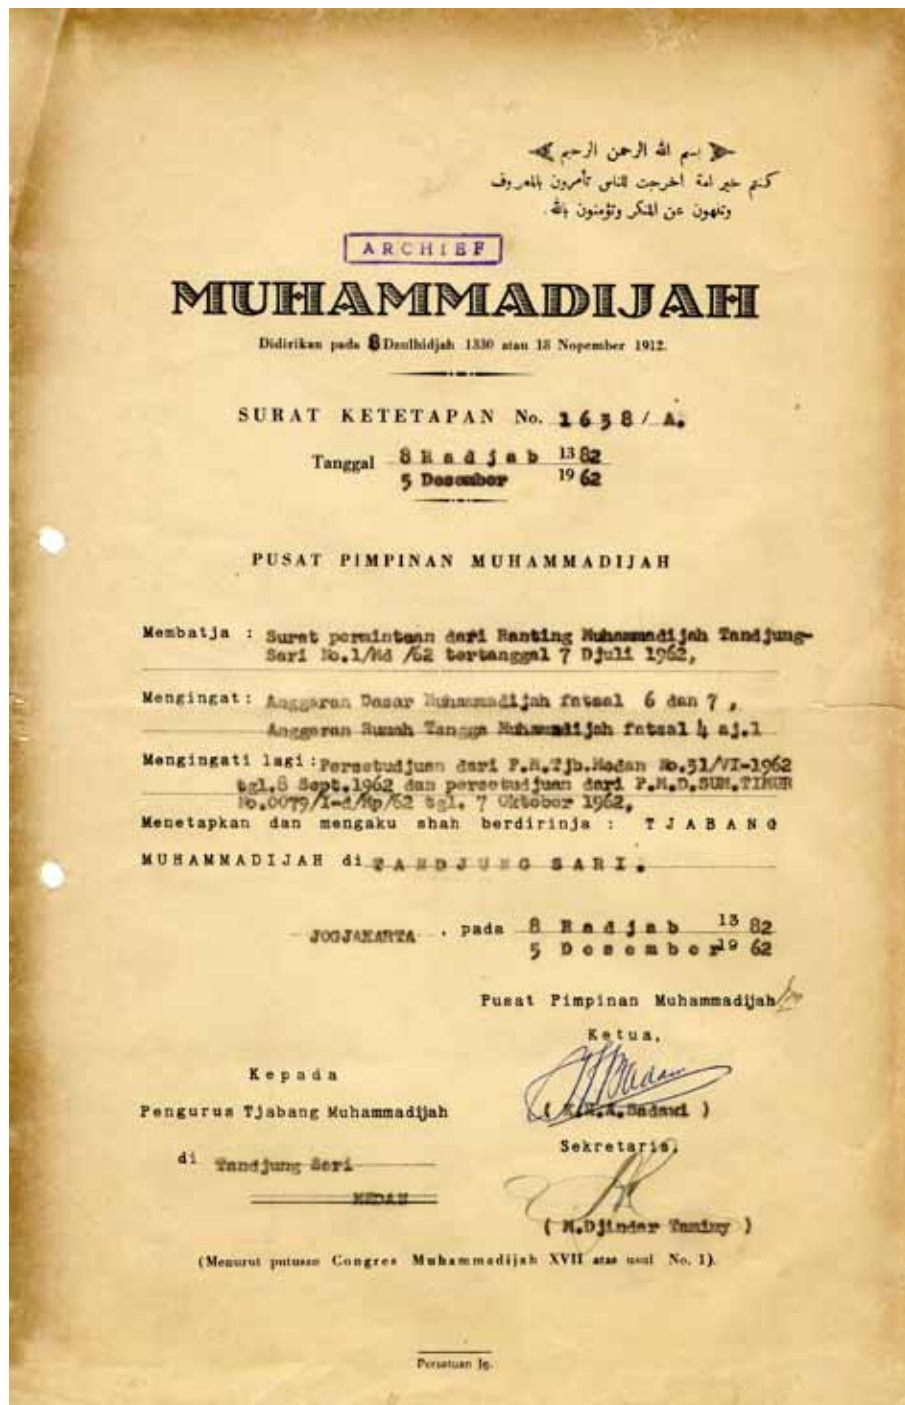 بسم الله الرحمن الرحيم
كنتم خير امة اخرجت للناس تأمرون بالمعروف
وتنهون عن المنكر وتؤمنون بالله.
ARCHIEF
MUHAMMADIJAH
Didirikan pada 8 Dzulhidjah 1330 atau 18 Nopember 1912.
SURAT KETETAPAN No. 1638/A.
Tanggal 8 Radjab 1382
5 Desember 1962
PUSAT PIMPINAN MUHAMMADIJAH
Membatja : Surat permintaan dari Ranting Muhammadijah Tandjung-
Sari No.1/Md /62 tertanggal 7 Djuli 1962,
Mengingat: Anggaran Dasar Muhammadijah fatsal 6 dan 7 ,
Anggaran Rumah Tangga Muhammadijah fatsal 4 aj.1
Mengingati lagi: Persetudjuan dari P.M.Tjb.Medan No.51/VI-1962
tgl.8 Sept.1962 dan persetudjuan dari P.M.D.SUM.TIMUR
No.0079/I-d/Mp/62 tgl. 7 Oktober 1962,
Menetapkan dan mengaku shah berdirinja : TJABANG
MUHAMMADIJAH di TANDJUNG SARI.
JOGJAKARTA , pada 8 Radjab 1382
5 Desember 1962
Pusat Pimpinan Muhammadijah
Ketua,
Kepada
Pengurus Tjabang Muhammadijah
( K.H.A.Badawi )
Sekretaris,
di Tandjung Sari
MEDAN
( M.Djindar Tamimy )
(Menurut putusan Congres Muhammadijah XVII atas usul No. 1).
Persatuan Jg.